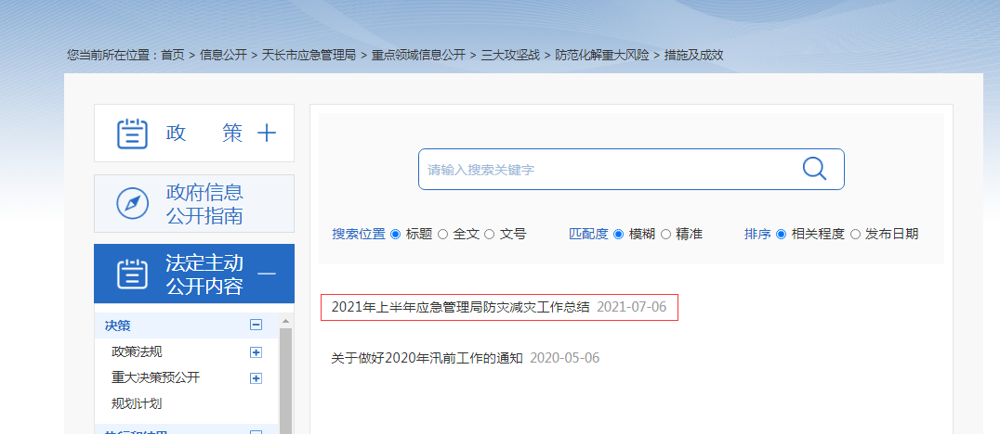 您当前所在位置：首页 > 信息公开 > 天长市应急管理局 > 重点领域信息公开 > 三大攻坚战 > 防范化解重大风险 > 措施及成效
政 策
政府信息
公开指南
法定主动
公开内容
决策
政策法规
重大决策预公开
规划计划
请输入搜索关键字
搜索位置 标题 全文 文号 匹配度 模糊 精准 排序 相关程度 发布日期
2021年上半年应急管理局防灾减灾工作总结 2021-07-06
关于做好2020年汛前工作的通知 2020-05-06